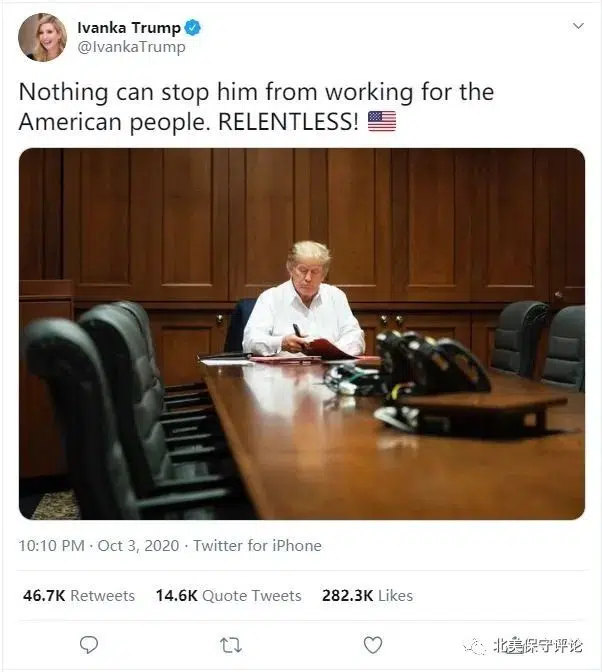 Ivanka Trump
@IvankaTrump
Nothing can stop him from working for the
American people. RELENTLESS! 🇺🇸
10:10 PM · Oct 3, 2020 · Twitter for iPhone
46.7K Retweets 14.6K Quote Tweets 282.3K Likes
北美保守评论